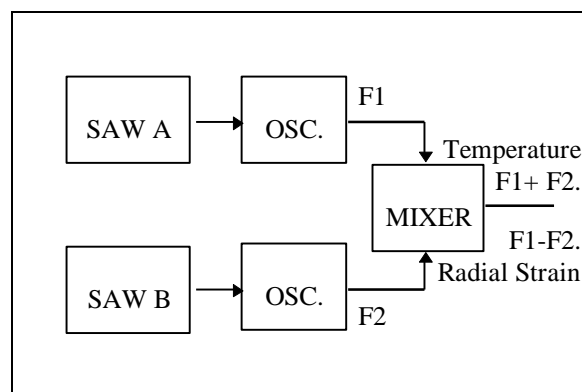 F1
SAW A
OSC.
Temperature
F1+ F2.
MIXER
F1-F2.
Radial Strain
SAW B
OSC.
F2